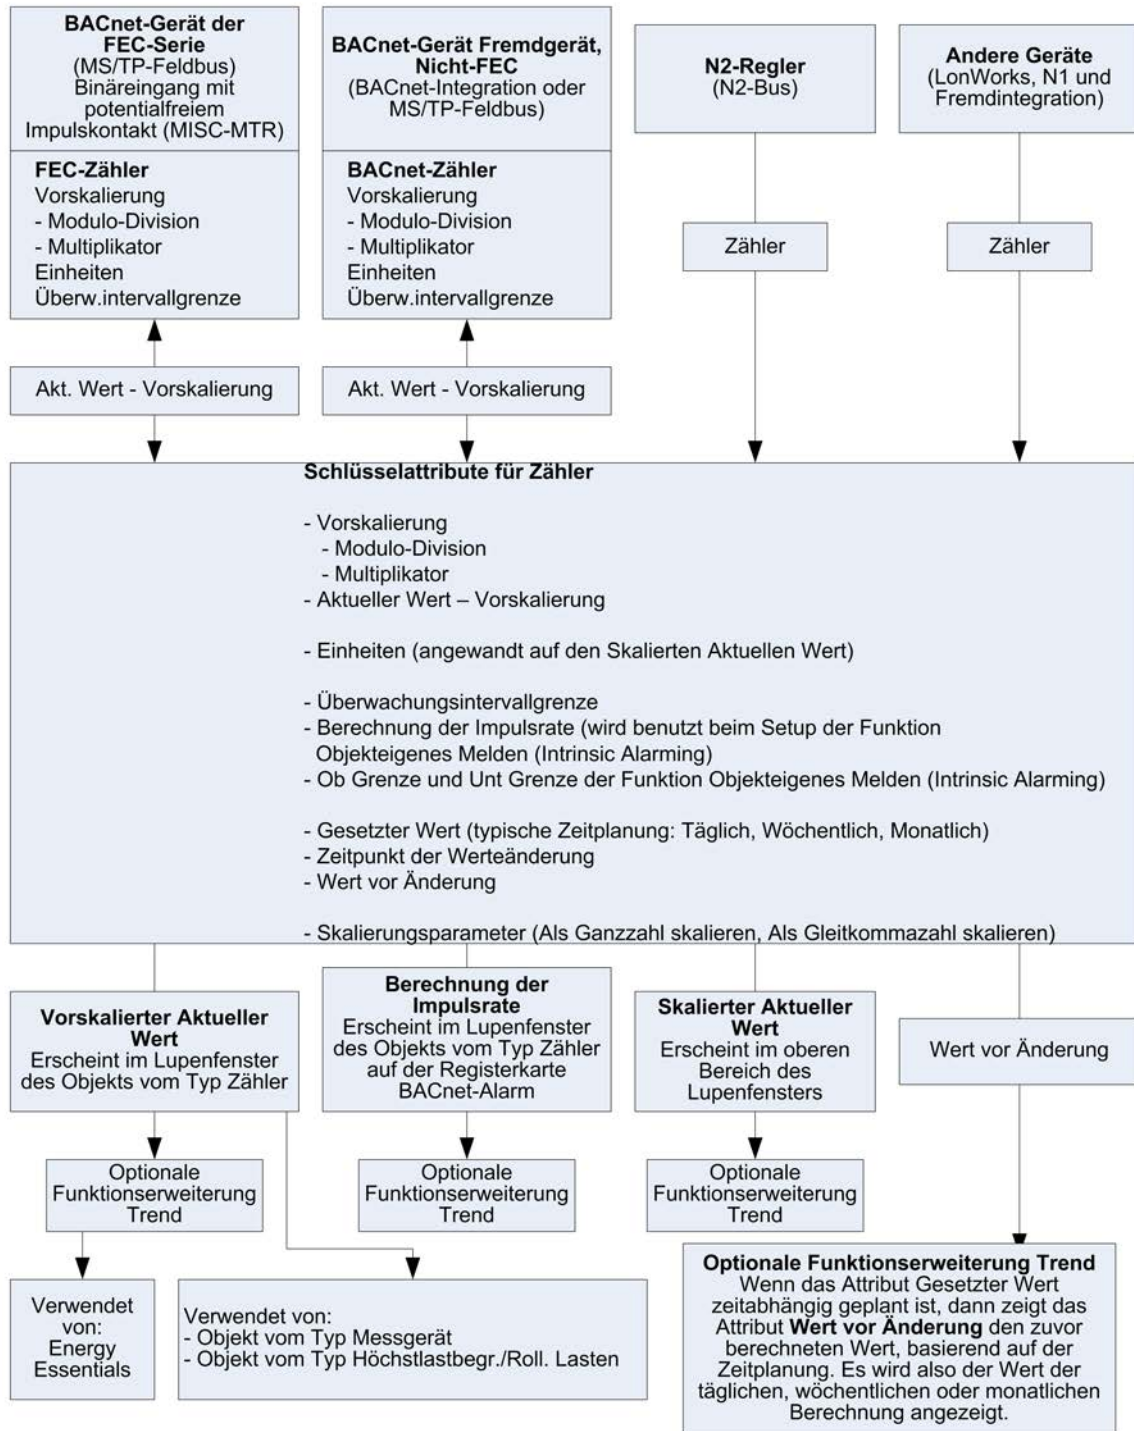 BACnet-Gerät der
FEC-Serie
(MS/TP-Feldbus)
Binäreingang mit
potentialfreiem
Impulskontakt (MISC-MTR)
FEC-Zähler
Vorskalierung
- Modulo-Division
- Multiplikator
Einheiten
Überw.intervallgrenze
BACnet-Gerät Fremdgerät,
Nicht-FEC
(BACnet-Integration oder
MS/TP-Feldbus)
BACnet-Zähler
Vorskalierung
- Modulo-Division
- Multiplikator
Einheiten
Überw.intervallgrenze
N2-Regler
(N2-Bus)
Zähler
Andere Geräte
(LonWorks, N1 und
Fremdintegration)
Zähler
Akt. Wert - Vorskalierung
Akt. Wert - Vorskalierung
Schlüsselattribute für Zähler
- Vorskalierung
- Modulo-Division
- Multiplikator
- Aktueller Wert – Vorskalierung
- Einheiten (angewandt auf den Skalierten Aktuellen Wert)
- Überwachungsintervallgrenze
- Berechnung der Impulsrate (wird benutzt beim Setup der Funktion
Objekteigenes Melden (Intrinsic Alarming)
- Ob Grenze und Unt Grenze der Funktion Objekteigenes Melden (Intrinsic Alarming)
- Gesetzter Wert (typische Zeitplanung: Täglich, Wöchentlich, Monatlich)
- Zeitpunkt der Werteänderung
- Wert vor Änderung
- Skalierungsparameter (Als Ganzzahl skalieren, Als Gleitkommazahl skalieren)
Vorskalierter Aktueller
Wert
Erscheint im Lupenfenster
des Objekts vom Typ Zähler
Berechnung der
Impulsrate
Erscheint im Lupenfenster
des Objekts vom Typ Zähler
auf der Registerkarte
BACnet-Alarm
Skalierter Aktueller
Wert
Erscheint im oberen
Bereich des
Lupenfensters
Wert vor Änderung
Optionale
Funktionserweiterung
Trend
Optionale
Funktionserweiterung
Trend
Optionale
Funktionserweiterung
Trend
Verwendet
von:
Energy
Essentials
Verwendet von:
- Objekt vom Typ Messgerät
- Objekt vom Typ Höchstlastbegr./Roll. Lasten
Optionale Funktionserweiterung Trend
Wenn das Attribut Gesetzter Wert
zeitabhängig geplant ist, dann zeigt das
Attribut Wert vor Änderung den zuvor
berechneten Wert, basierend auf der
Zeitplanung. Es wird also der Wert der
täglichen, wöchentlichen oder monatlichen
Berechnung angezeigt.